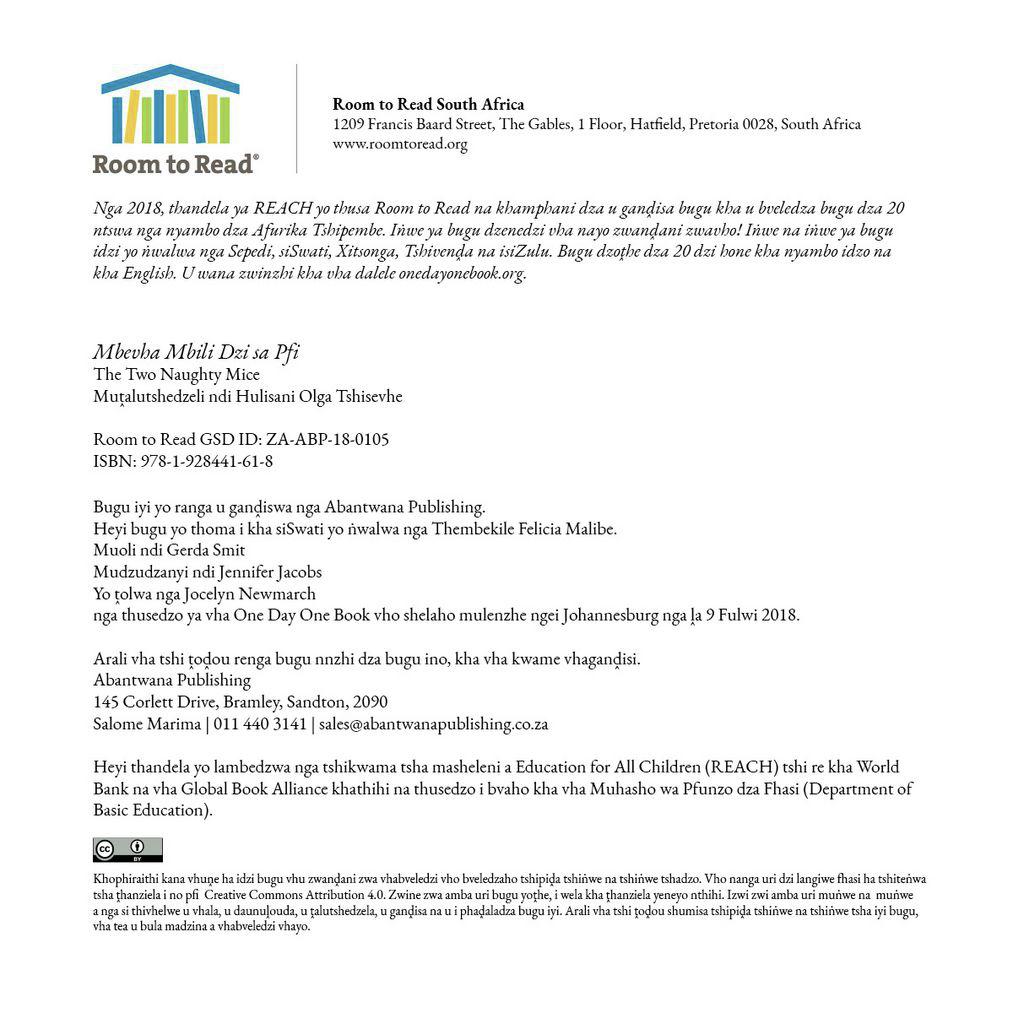 Room to Read®
Room to Read South Africa
1209 Francis Baard Street, The Gables, 1 Floor, Hatfield, Pretoria 0028, South Africa
www.roomtoread.org
Nga 2018, thandela ya REACH yo thusa Room to Read na khamphani dza u ganḓisa bugu kha u bveledza bugu dza 20
ntswa nga nyambo dza Afurika Tshipembe. Iṅwe ya bugu dzenedzi vha nayo zwanḓani zwavho! Iṅwe na iṅwe ya bugu
idzi yo ṅwalwa nga Sepedi, siSwati, Xitsonga, Tshivenḓa na isiZulu. Bugu dzoṱhe dza 20 dzi hone kha nyambo idzo na
kha English. U wana zwinzhi kha vha dalele onedayonebook.org.
Mbevha Mbili Dzi sa Pfi
The Two Naughty Mice
Muṱalutshedzeli ndi Hulisani Olga Tshisevhe
Room to Read GSD ID: ZA-ABP-18-0105
ISBN: 978-1-928441-61-8
Bugu iyi yo ranga u ganḓiswa nga Abantwana Publishing.
Heyi bugu yo thoma i kha siSwati yo ṅwalwa nga Thembekile Felicia Malibe.
Muoli ndi Gerda Smit
Mudzudzanyi ndi Jennifer Jacobs
Yo ṱolwa nga Jocelyn Newmarch
nga thusedzo ya vha One Day One Book vho shelaho mulenzhe ngei Johannesburg nga ḽa 9 Fulwi 2018.
Arali vha tshi ṱoḓou renga bugu nnzhi dza bugu ino, kha vha kwame vhaganḓisi.
Abantwana Publishing
145 Corlett Drive, Bramley, Sandton, 2090
Salome Marima | 011 440 3141 | sales@abantwanapublishing.co.za
Heyi thandela yo lambedzwa nga tshikwama tsha masheleni a Education for All Children (REACH) tshi re kha World
Bank na vha Global Book Alliance khathihi na thusedzo i bvaho kha vha Muhasho wa Pfunzo dza Fhasi (Department of
Basic Education).
cc BY
Khophiraithi kana vhuṋe ha idzi bugu vhu zwanḓani zwa vhabveledzi vho bveledzaho tshipiḓa tshiṅwe na tshiṅwe tshadzo. Vho nanga uri dzi langiwe fhasi ha tshiteṅwa
tsha ṱhanziela i no pfi Creative Commons Attribution 4.0. Zwine zwa amba uri bugu yoṱhe, i wela kha ṱhanziela yeneyo nthihi. Izwi zwi amba uri muṅwe na muṅwe
a nga si thivhelwe u vhala, u daunuḽouda, u ṱalutshedzela, u ganḓisa na u i phaḓaladza bugu iyi. Arali vha tshi ṱoḓou shumisa tshipiḓa tshiṅwe na tshiṅwe tsha iyi bugu,
vha tea u bula madzina a vhabveledzi vhayo.